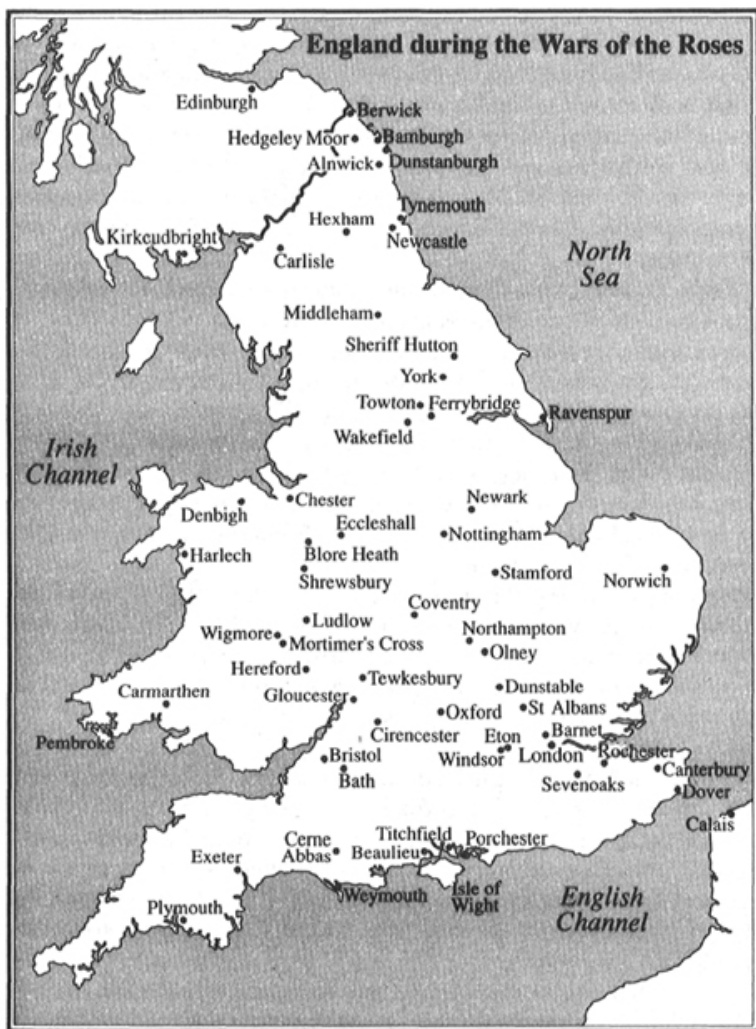 England during the Wars of the Roses
Edinburgh
Berwick
Hedgeley Moor
Bamburgh
Alnwick
Dunstanburgh
Tynemouth
Hexham
Newcastle
Kirkcudbright
Carlisle
North
Sea
Middleham
Sheriff Hutton
York
Towton
Ferrybridge
Ravenspur
Wakefield
Irish
Channel
Chester
Newark
Denbigh
Eccleshall
Nottingham
Harlech
Blore Heath
Shrewsbury
Stamford
Norwich
Coventry
Ludlow
Wigmore
Northampton
Mortimer's Cross
Olney
Hereford
Tewkesbury
Carmarthen
Gloucester
Dunstable
St Albans
Oxford
Pembroke
Cirencester
Barnet
Eton
Windsor
London
Rochester
Bristol
Bath
Sevenoaks
Canterbury
Dover
Calais
Cerne
Abbas
Titchfield
Porchester
Beaulieu
Exeter
Weymouth
Isle of
Wight
English
Channel
Plymouth